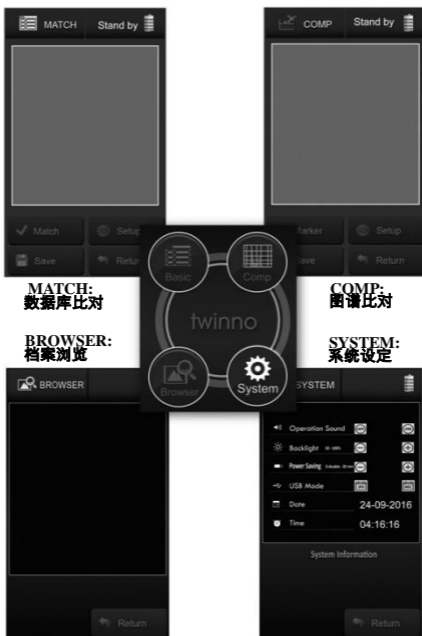 MATCH Stand by
COMP Stand by
Match Setup
Save Return
Marker Setup
Save Return
Basic Comp
twinno
Browser System
MATCH:
数据库比对
COMP:
图谱比对
BROWSER:
档案浏览
SYSTEM:
系统设定
BROWSER
Return
SYSTEM
Operation Sound
Backlight
Power Saving
USB Mode
Date 24-09-2016
Time 04:16:16
System Information
Return